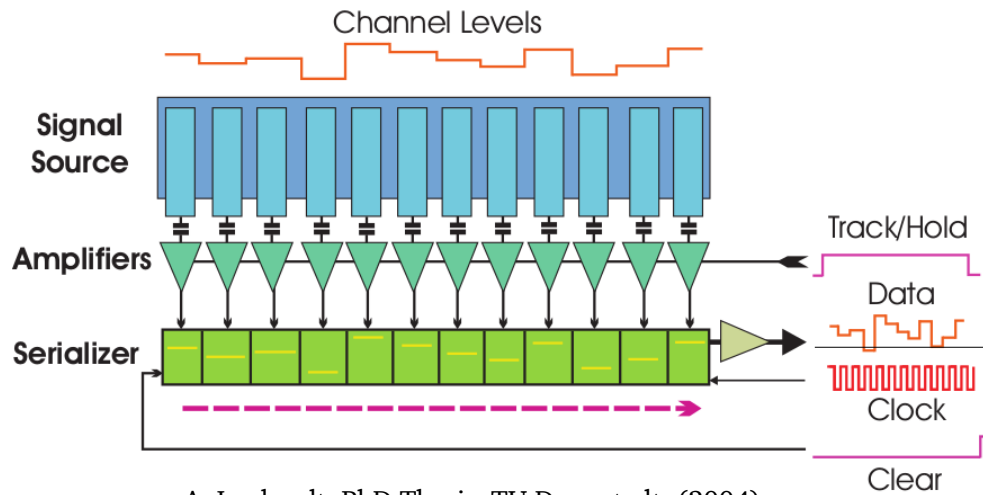 Channel Levels
Signal
Source
Amplifiers
Track/Hold
Data
Serializer
Clock
Clear